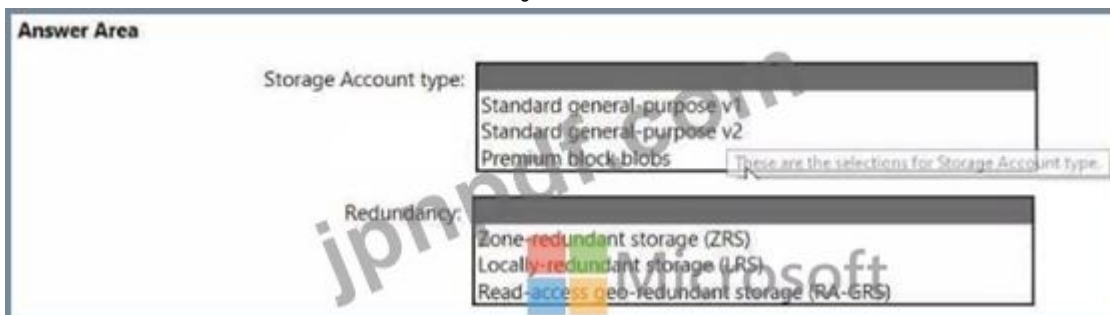 Answer Area
Storage Account type:
Standard general-purpose v1
Standard general-purpose v2
Premium block blobs
These are the selections for Storage Account type.
Redundancy:
Zone-redundant storage (ZRS)
Locally-redundant storage (LRS)
Read-access geo-redundant storage (RA-GRS)
jpnpdf.com
Microsoft